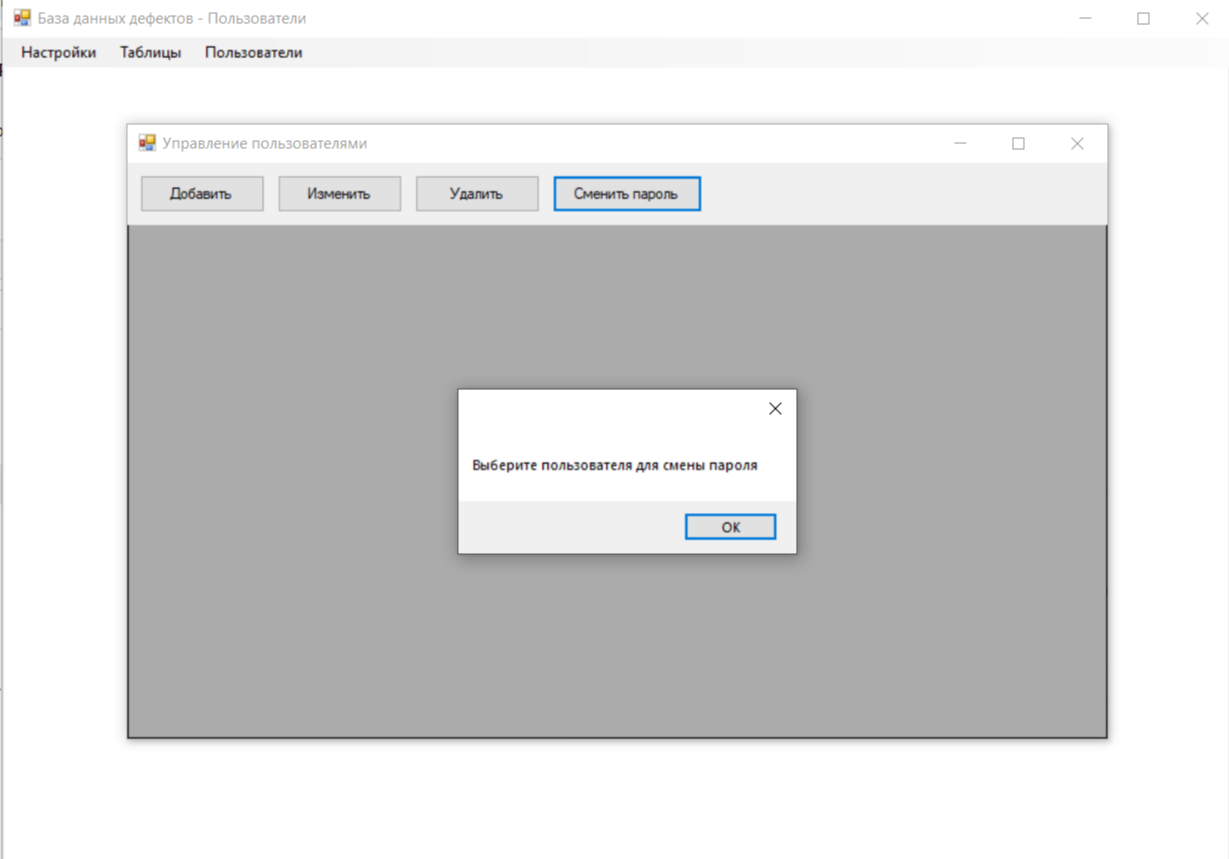 База данных дефектов - Пользователи
Настройки Таблицы Пользователи
Управление пользователями
Добавить Изменить Удалить Сменить пароль
Выберите пользователя для смены пароля
ОК